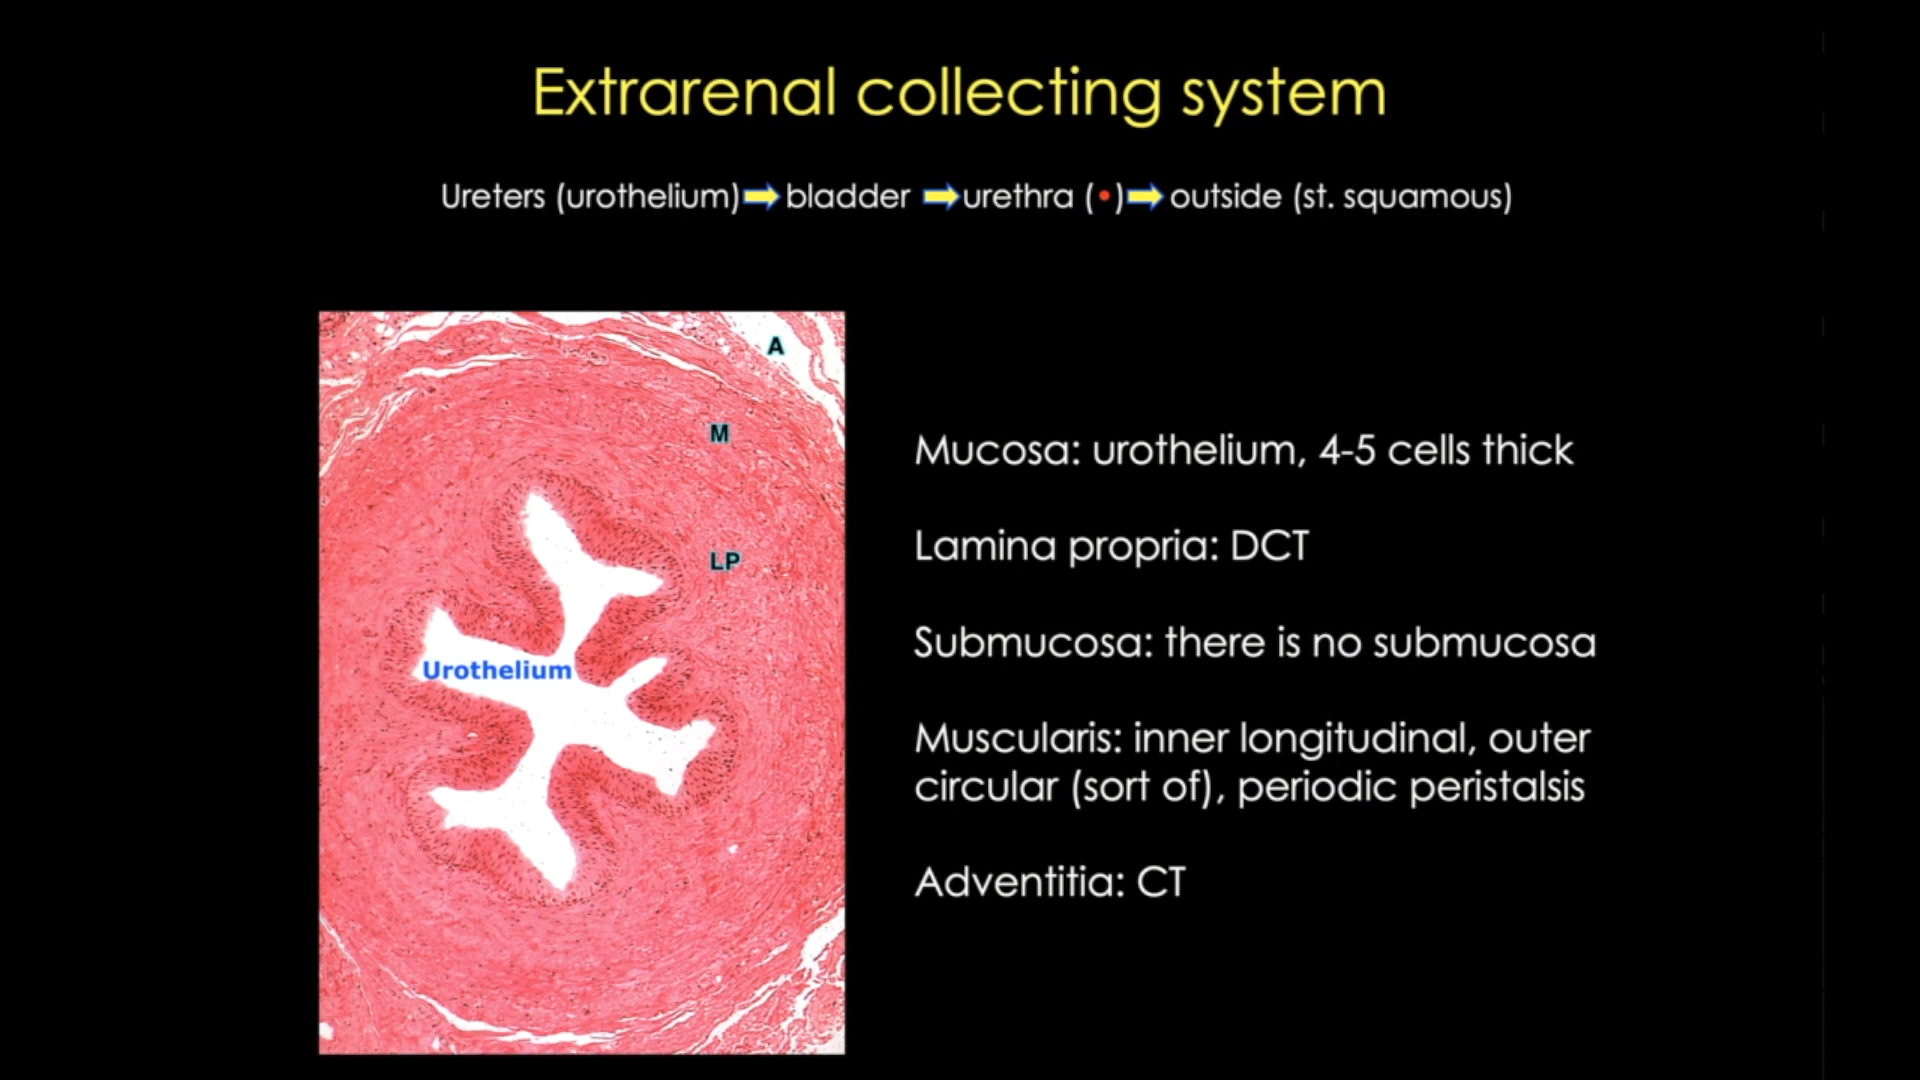 Extrarenal collecting system
Ureters (urothelium)➡bladder ➡urethra (•)➡outside (st. squamous)
A
M
LP
Urothelium
Mucosa: urothelium, 4-5 cells thick
Lamina propria: DCT
Submucosa: there is no submucosa
Muscularis: inner longitudinal, outer
circular (sort of), periodic peristalsis
Adventitia: CT